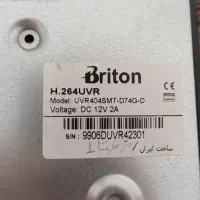 Briton
H.264UVR
Model: UVR404SMT-D74G-D
Voltage: DC 12V 2A
S/N : 9906DUVR42301
ساخت ایران